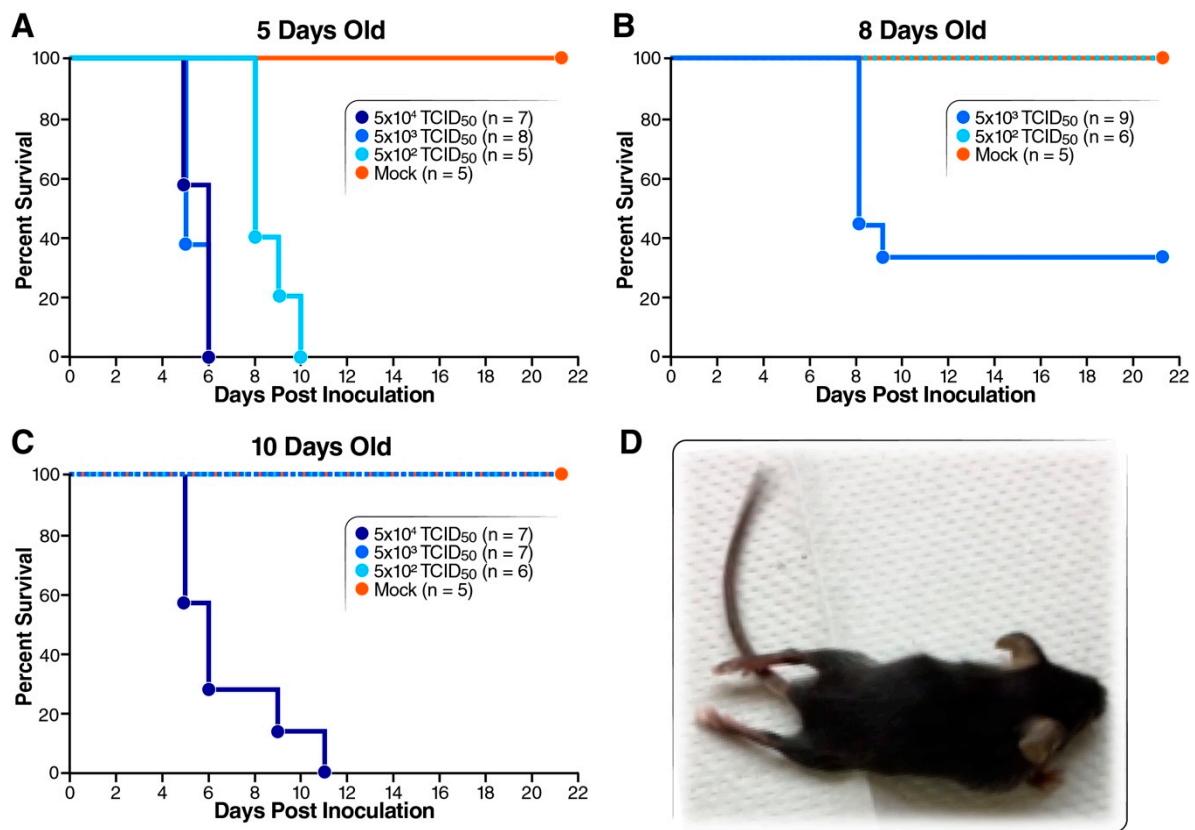 A
5 Days Old
Percent Survival
100
80
60
40
20
0
5x10⁴ TCID₅₀ (n = 7)
5x10³ TCID₅₀ (n = 8)
5x10² TCID₅₀ (n = 5)
Mock (n = 5)
0 2 4 6 8 10 12 14 16 18 20 22
Days Post Inoculation
B
8 Days Old
Percent Survival
100
80
60
40
20
0
5x10³ TCID₅₀ (n = 9)
5x10² TCID₅₀ (n = 6)
Mock (n = 5)
0 2 4 6 8 10 12 14 16 18 20 22
Days Post Inoculation
C
10 Days Old
Percent Survival
100
80
60
40
20
0
5x10⁴ TCID₅₀ (n = 7)
5x10³ TCID₅₀ (n = 7)
5x10² TCID₅₀ (n = 6)
Mock (n = 5)
0 2 4 6 8 10 12 14 16 18 20 22
Days Post Inoculation
D